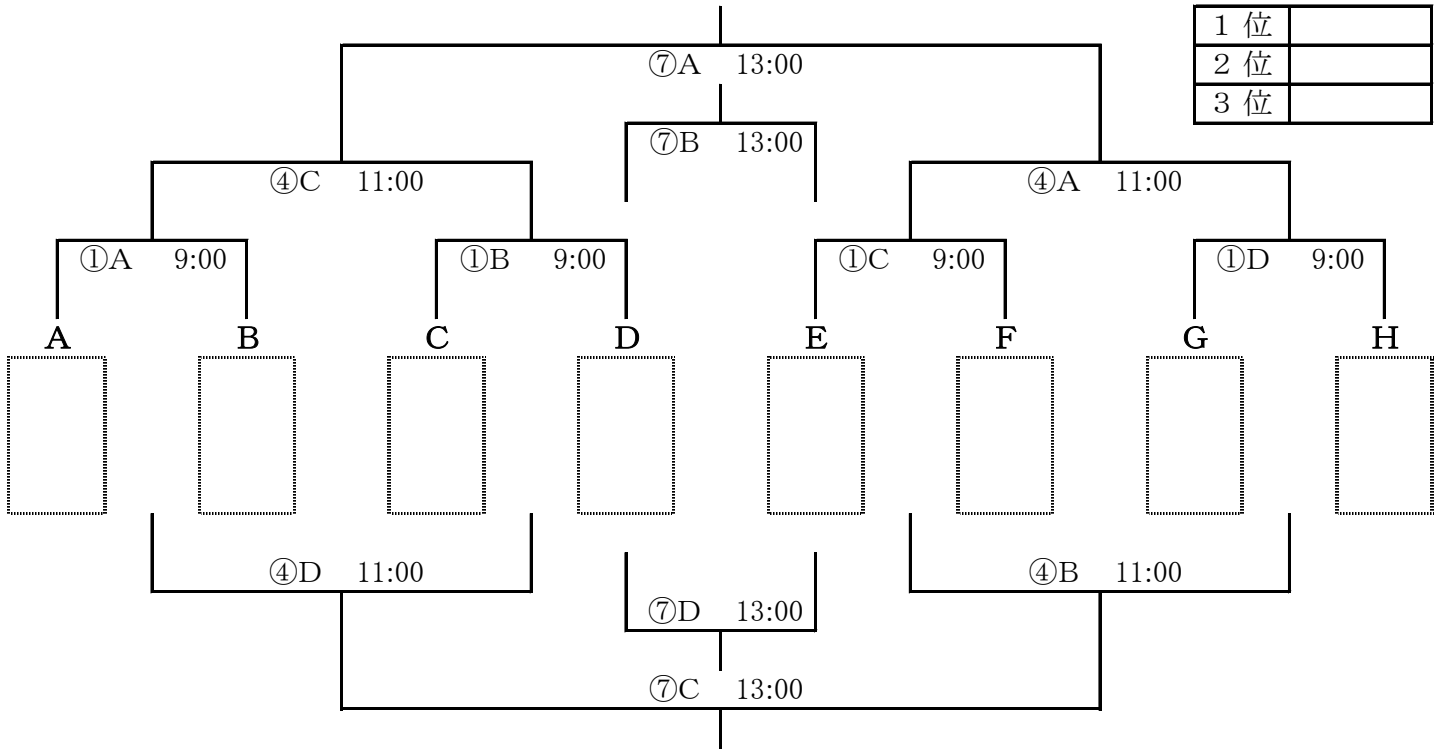 １位
２位
３位
⑦A 13:00
⑦B 13:00
④C 11:00
④A 11:00
①A 9:00
①B 9:00
①C 9:00
①D 9:00
A B C D E F G H
④D 11:00
④B 11:00
⑦D 13:00
⑦C 13:00